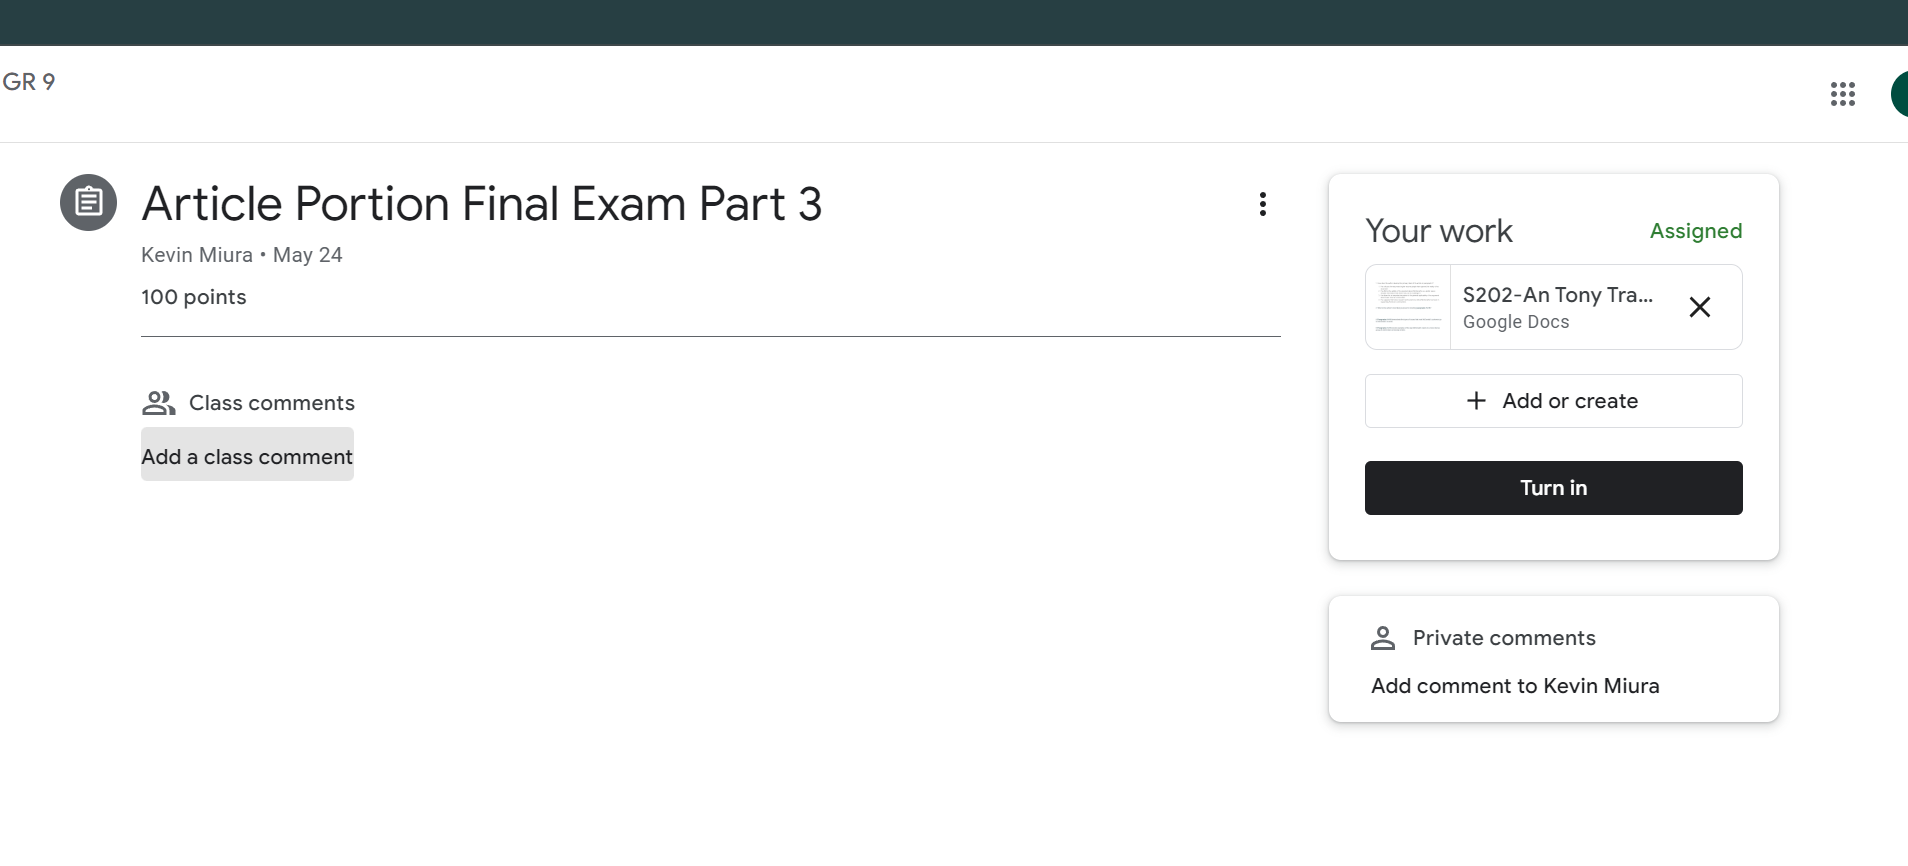 GR 9
Article Portion Final Exam Part 3
Kevin Miura • May 24
100 points
Class comments
Add a class comment
Your work
Assigned
S202-An Tony Tra...
Google Docs
Add or create
Turn in
Private comments
Add comment to Kevin Miura